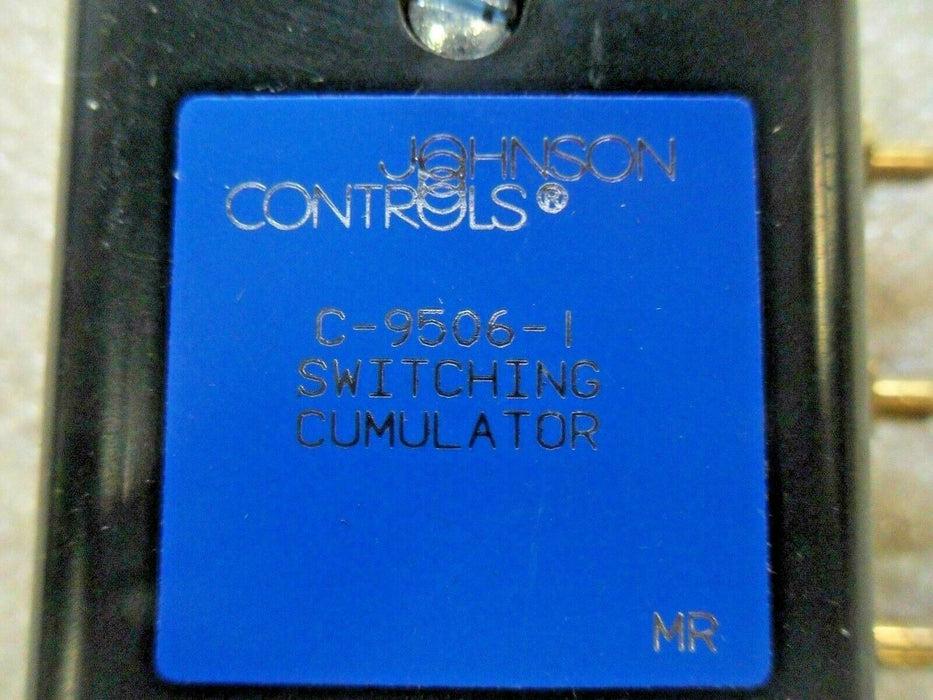 JOHNSON
CONTROLS®
C-9506-1
SWITCHING
CUMULATOR
MR